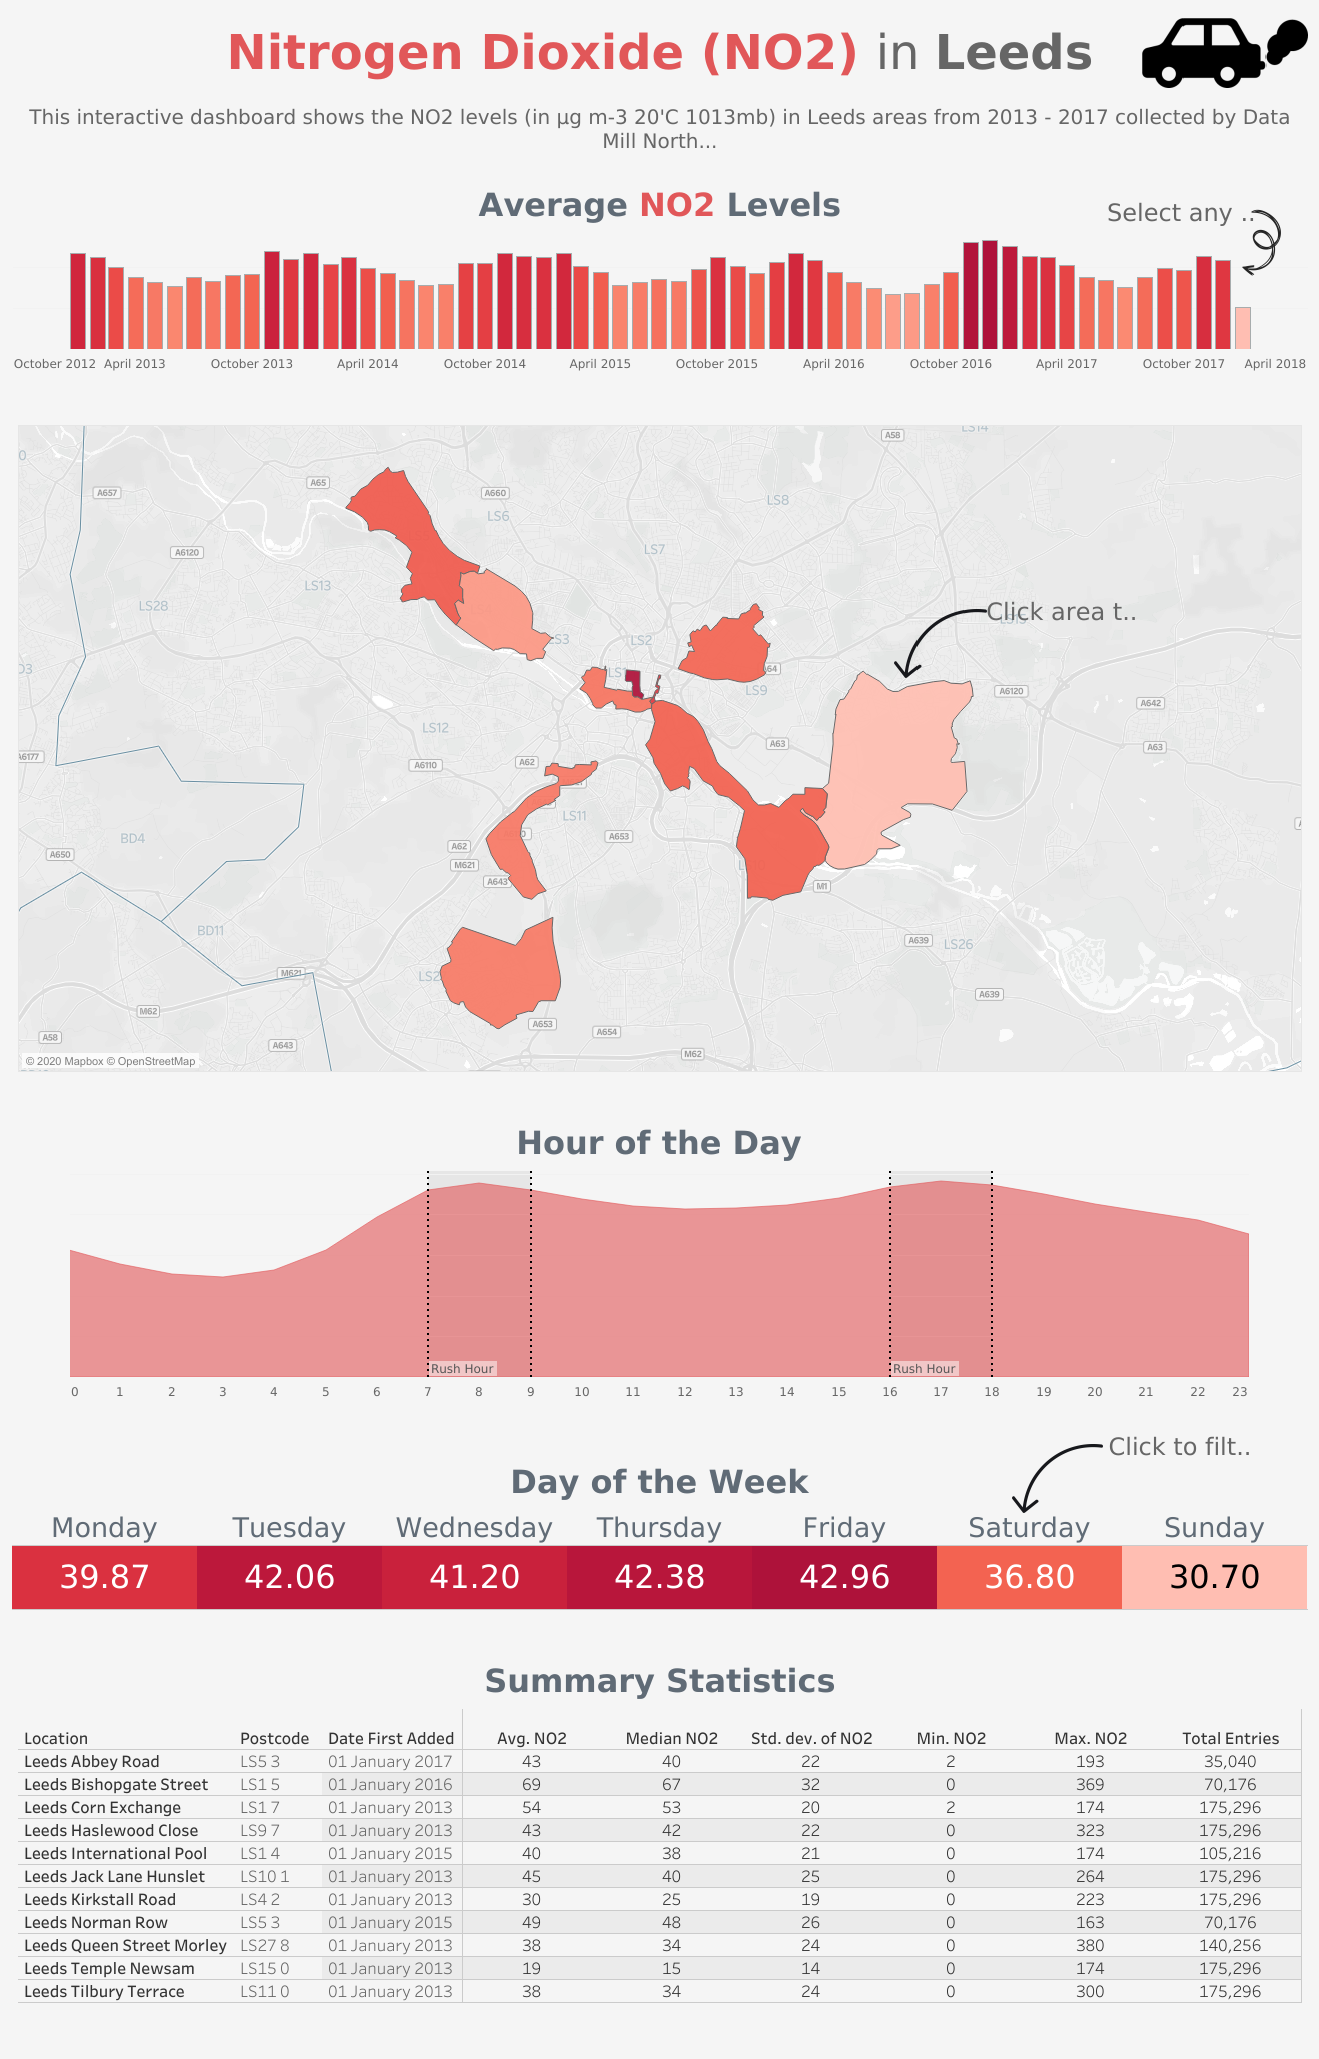 Nitrogen Dioxide (NO2) in Leeds
This interactive dashboard shows the NO2 levels (in µg m-3 20'C 1013mb) in Leeds areas from 2013 - 2017 collected by Data
Mill North...
Average NO2 Levels
Select any ..
October 2012 April 2013 October 2013 April 2014 October 2014 April 2015 October 2015 April 2016 October 2016 April 2017 October 2017 April 2018
LS14
A58
A65
A657
A660
LS8
LS6
LS7
A6120
LS13
LS28
Click area t..
LS2
LS9
A6120
A642
LS12
A63
A63
A6177
A62
A6110
LS11
A653
BD4
A62
A650
M621
A643
M1
BD11
A639
LS26
M621
A639
M62
A653
A654
A58
A643
M62
© 2020 Mapbox © OpenStreetMap
Hour of the Day
Rush Hour Rush Hour
0 1 2 3 4 5 6 7 8 9 10 11 12 13 14 15 16 17 18 19 20 21 22 23
Click to filt..
Day of the Week
Monday Tuesday Wednesday Thursday Friday Saturday Sunday
39.87 42.06 41.20 42.38 42.96 36.80 30.70
Summary Statistics
Location Postcode Date First Added Avg. NO2 Median NO2 Std. dev. of NO2 Min. NO2 Max. NO2 Total Entries
Leeds Abbey Road LS5 3 01 January 2017 43 40 22 2 193 35,040
Leeds Bishopgate Street LS1 5 01 January 2016 69 67 32 0 369 70,176
Leeds Corn Exchange LS1 7 01 January 2013 54 53 20 2 174 175,296
Leeds Haslewood Close LS9 7 01 January 2013 43 42 22 0 323 175,296
Leeds International Pool LS1 4 01 January 2015 40 38 21 0 174 105,216
Leeds Jack Lane Hunslet LS10 1 01 January 2013 45 40 25 0 264 175,296
Leeds Kirkstall Road LS4 2 01 January 2013 30 25 19 0 223 175,296
Leeds Norman Row LS5 3 01 January 2015 49 48 26 0 163 70,176
Leeds Queen Street Morley LS27 8 01 January 2013 38 34 24 0 380 140,256
Leeds Temple Newsam LS15 0 01 January 2013 19 15 14 0 174 175,296
Leeds Tilbury Terrace LS11 0 01 January 2013 38 34 24 0 300 175,296